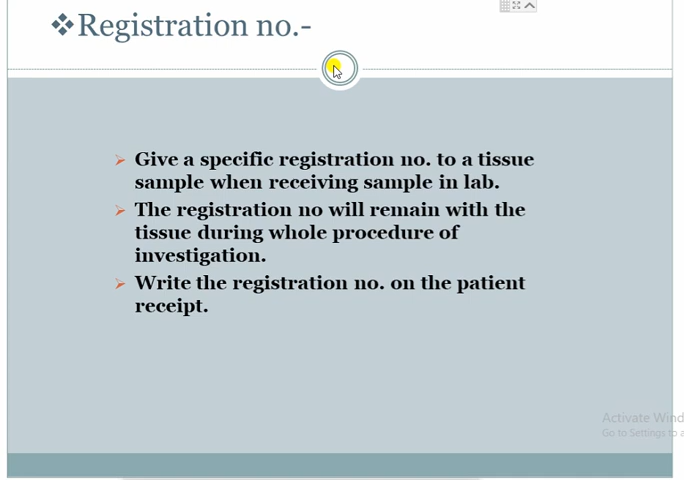 ❖Registration no.-
➢ Give a specific registration no. to a tissue
sample when receiving sample in lab.
➢ The registration no will remain with the
tissue during whole procedure of
investigation.
➢ Write the registration no. on the patient
receipt.
Activate Wind
Go to Settings to a